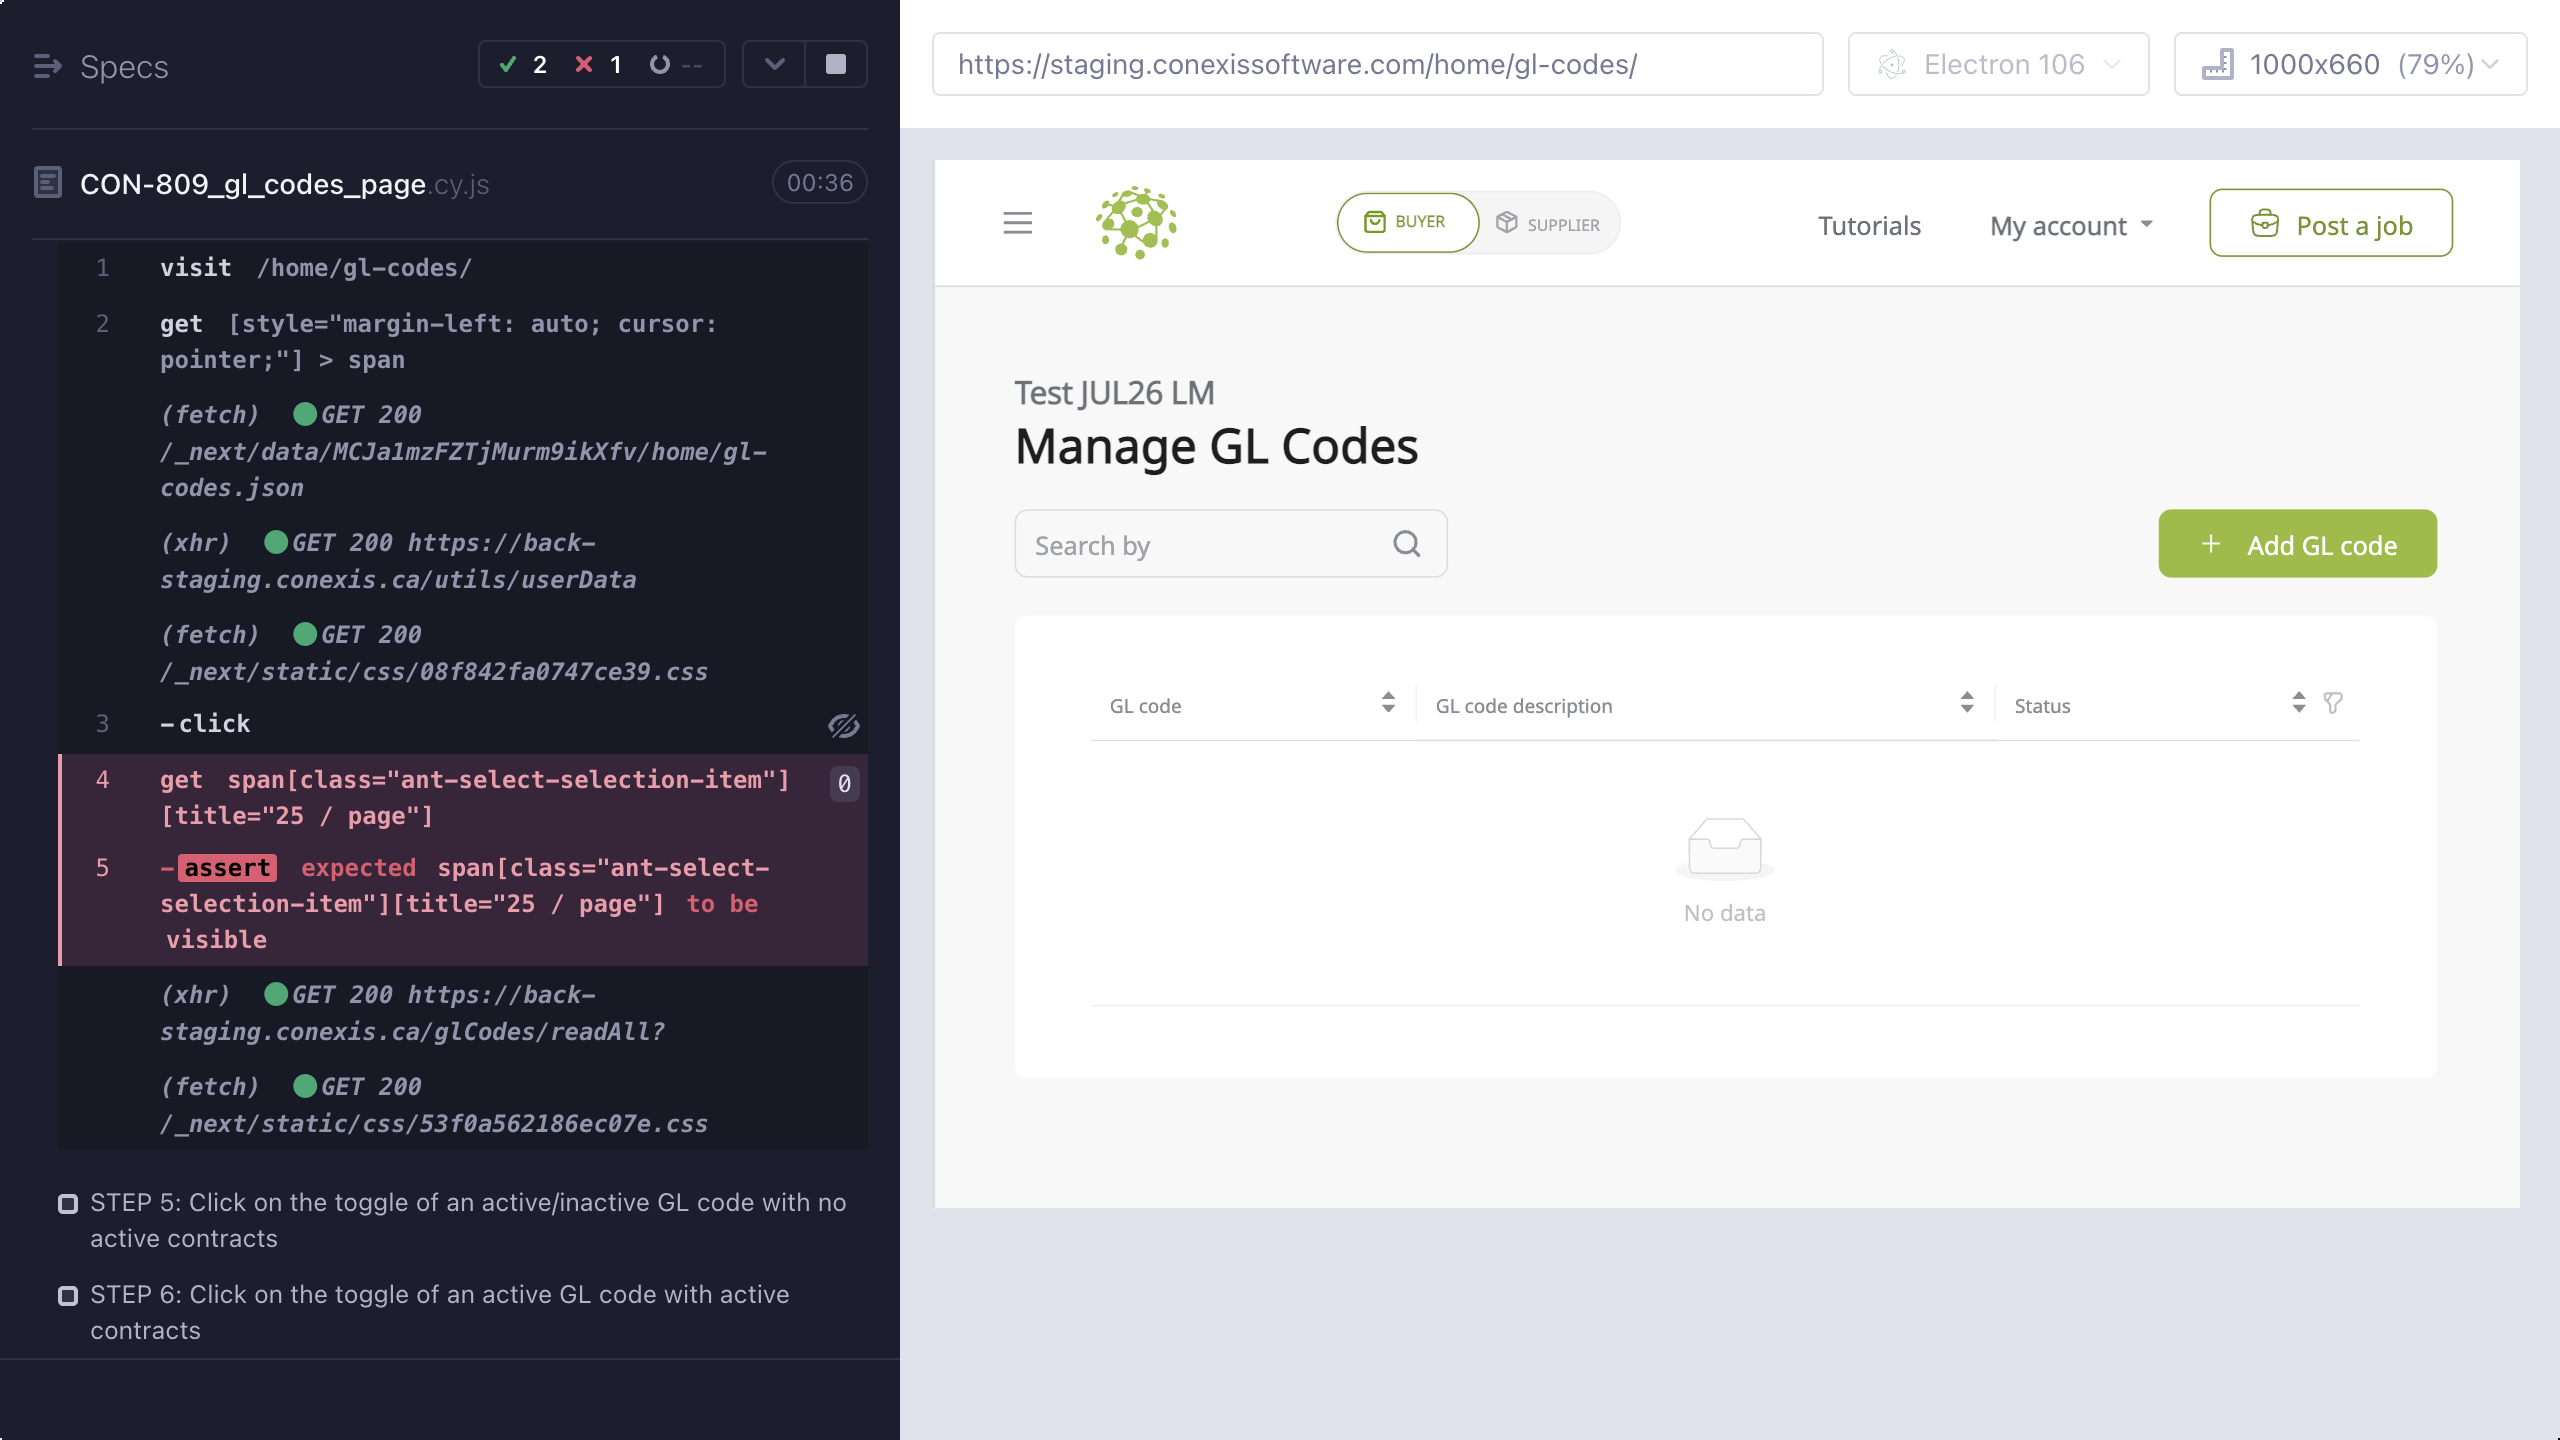 Specs
2 1 --
CON-809_gl_codes_page.cy.js
00:36
1 visit /home/gl-codes/
2 get [style="margin-left: auto; cursor:
pointer;"] > span
(fetch) GET 200
/_next/data/MCJa1mzFZTjMurm9ikXfv/home/gl-
codes.json
(xhr) GET 200 https://back-
staging.conexis.ca/utils/userData
(fetch) GET 200
/_next/static/css/08f842fa0747ce39.css
3 -click
4 get span[class="ant-select-selection-item"] 0
[title="25 / page"]
5 -assert expected span[class="ant-select-
selection-item"][title="25 / page"] to be
visible
(xhr) GET 200 https://back-
staging.conexis.ca/glCodes/readAll?
(fetch) GET 200
/_next/static/css/53f0a562186ec07e.css
STEP 5: Click on the toggle of an active/inactive GL code with no
active contracts
STEP 6: Click on the toggle of an active GL code with active
contracts
https://staging.conexissoftware.com/home/gl-codes/
Electron 106
1000x660 (79%)
BUYER
SUPPLIER
Tutorials
My account
Post a job
Test JUL26 LM
Manage GL Codes
Search by
+ Add GL code
GL code
GL code description
Status
No data